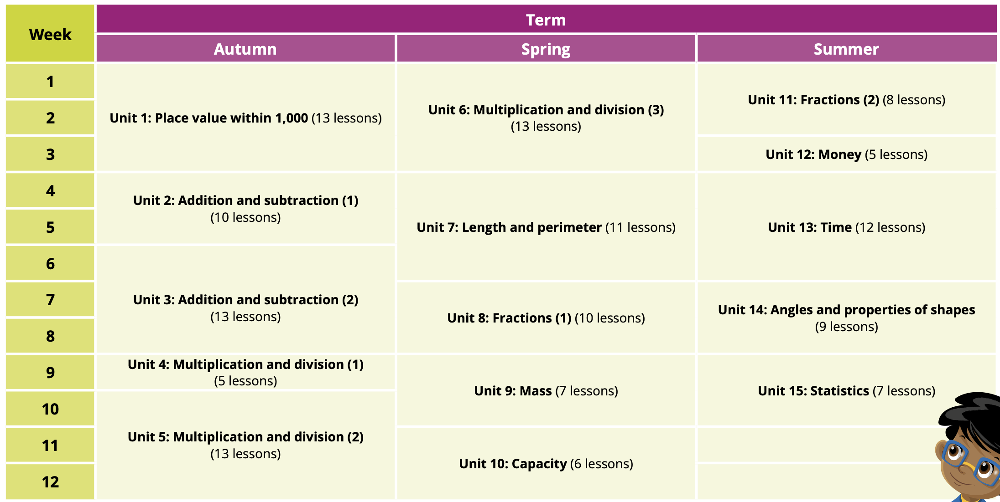 Week
Term
Autumn
Spring
Summer
1
2
3
4
5
6
7
8
9
10
11
12
Unit 1: Place value within 1,000 (13 lessons)
Unit 2: Addition and subtraction (1)
(10 lessons)
Unit 3: Addition and subtraction (2)
(13 lessons)
Unit 4: Multiplication and division (1)
(5 lessons)
Unit 5: Multiplication and division (2)
(13 lessons)
Unit 6: Multiplication and division (3)
(13 lessons)
Unit 7: Length and perimeter (11 lessons)
Unit 8: Fractions (1) (10 lessons)
Unit 9: Mass (7 lessons)
Unit 10: Capacity (6 lessons)
Unit 11: Fractions (2) (8 lessons)
Unit 12: Money (5 lessons)
Unit 13: Time (12 lessons)
Unit 14: Angles and properties of shapes
(9 lessons)
Unit 15: Statistics (7 lessons)